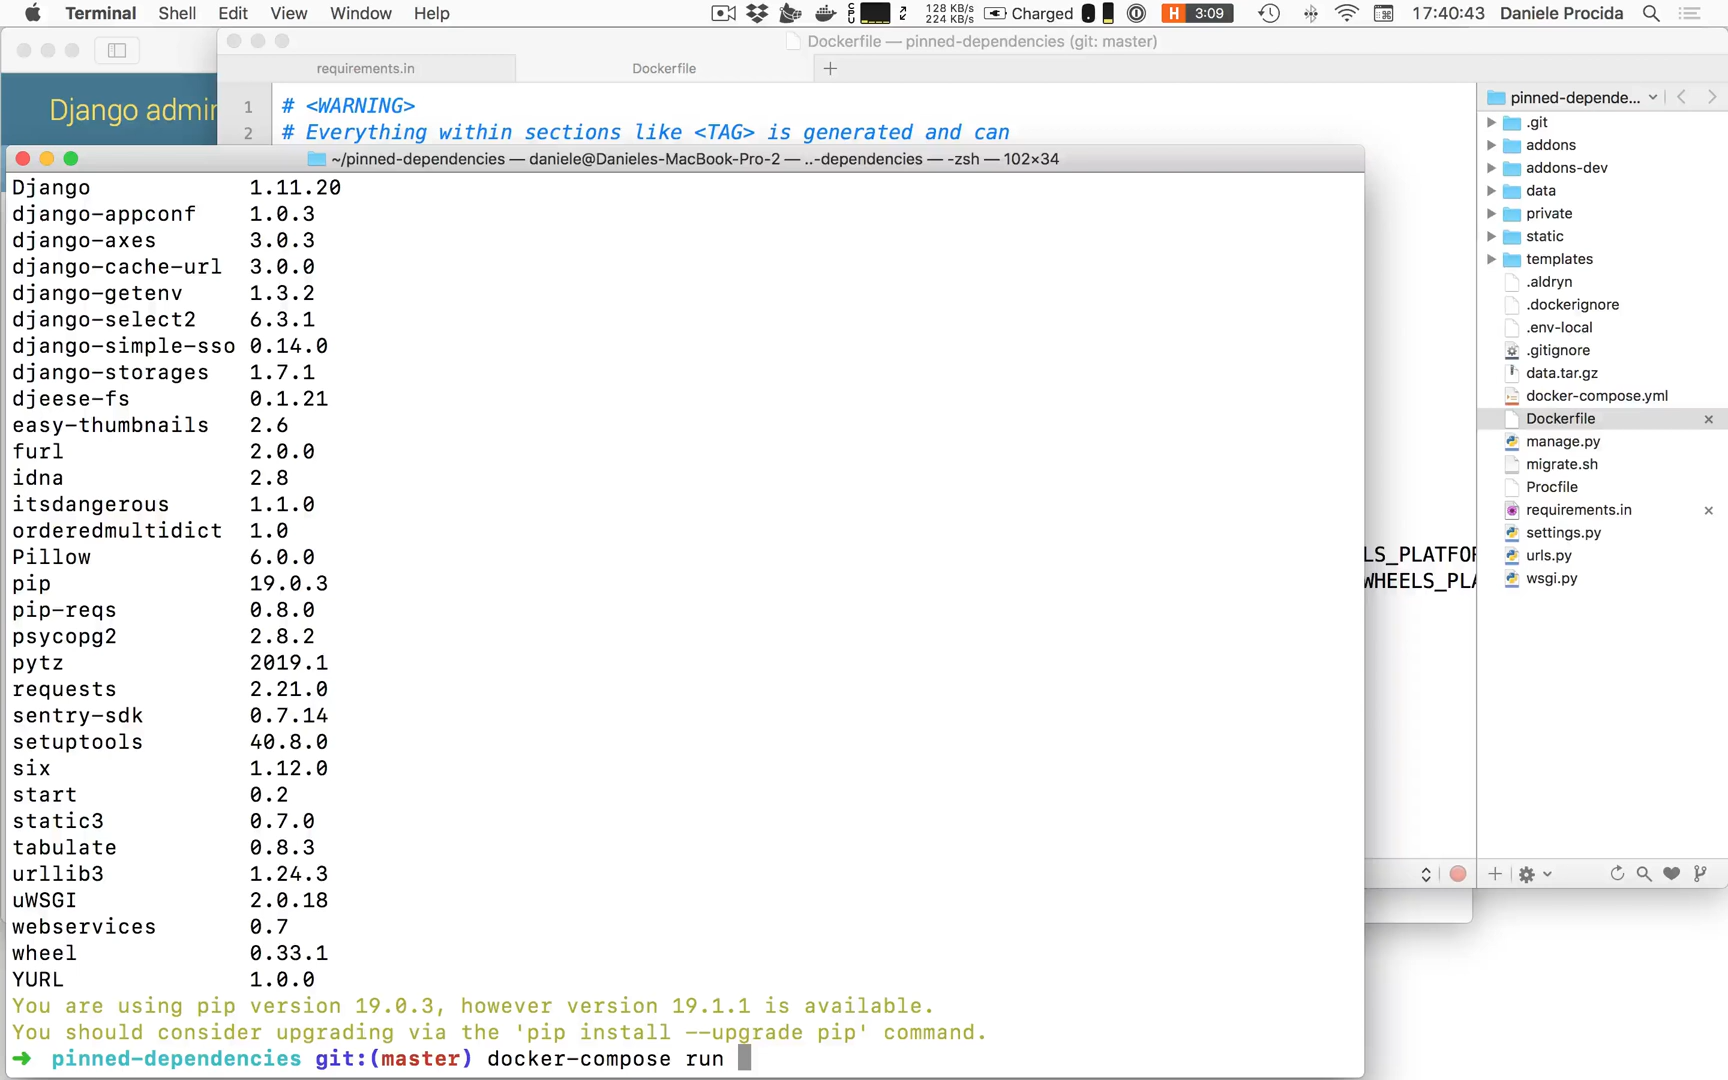 Terminal Shell Edit View Window Help 128 KB/s 224 KB/s Charged H 3:09 17:40:43 Daniele Procida
CPU
Dockerfile — pinned-dependencies (git: master)
requirements.in Dockerfile
Django admin
1 # <WARNING>
2 # Everything within sections like <TAG> is generated and can
~/pinned-dependencies — daniele@Danieles-MacBook-Pro-2 — ..-dependencies — -zsh — 102×34
Django 1.11.20
django-appconf 1.0.3
django-axes 3.0.3
django-cache-url 3.0.0
django-getenv 1.3.2
django-select2 6.3.1
django-simple-sso 0.14.0
django-storages 1.7.1
djeese-fs 0.1.21
easy-thumbnails 2.6
furl 2.0.0
idna 2.8
itsdangerous 1.1.0
orderedmultidict 1.0
Pillow 6.0.0
pip 19.0.3
pip-reqs 0.8.0
psycopg2 2.8.2
pytz 2019.1
requests 2.21.0
sentry-sdk 0.7.14
setuptools 40.8.0
six 1.12.0
start 0.2
static3 0.7.0
tabulate 0.8.3
urllib3 1.24.3
uWSGI 2.0.18
webservices 0.7
wheel 0.33.1
YURL 1.0.0
You are using pip version 19.0.3, however version 19.1.1 is available.
You should consider upgrading via the 'pip install --upgrade pip' command.
➜ pinned-dependencies git:(master) docker-compose run
LS_PLATFOR
WHEELS_PLA
pinned-depende...
.git
addons
addons-dev
data
private
static
templates
.aldryn
.dockerignore
.env-local
.gitignore
data.tar.gz
docker-compose.yml
Dockerfile
manage.py
migrate.sh
Procfile
requirements.in
settings.py
urls.py
wsgi.py